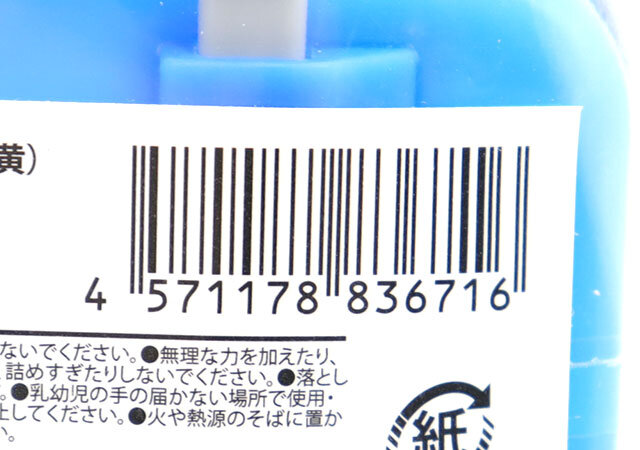 黄)
4 571178 836716
ないでください。●無理な力を加えたり、
詰めすぎたりしないでください。●落とし
。●乳幼児の手の届かない場所で使用・
止してください。●火や熱源のそばに置か
い。
紙